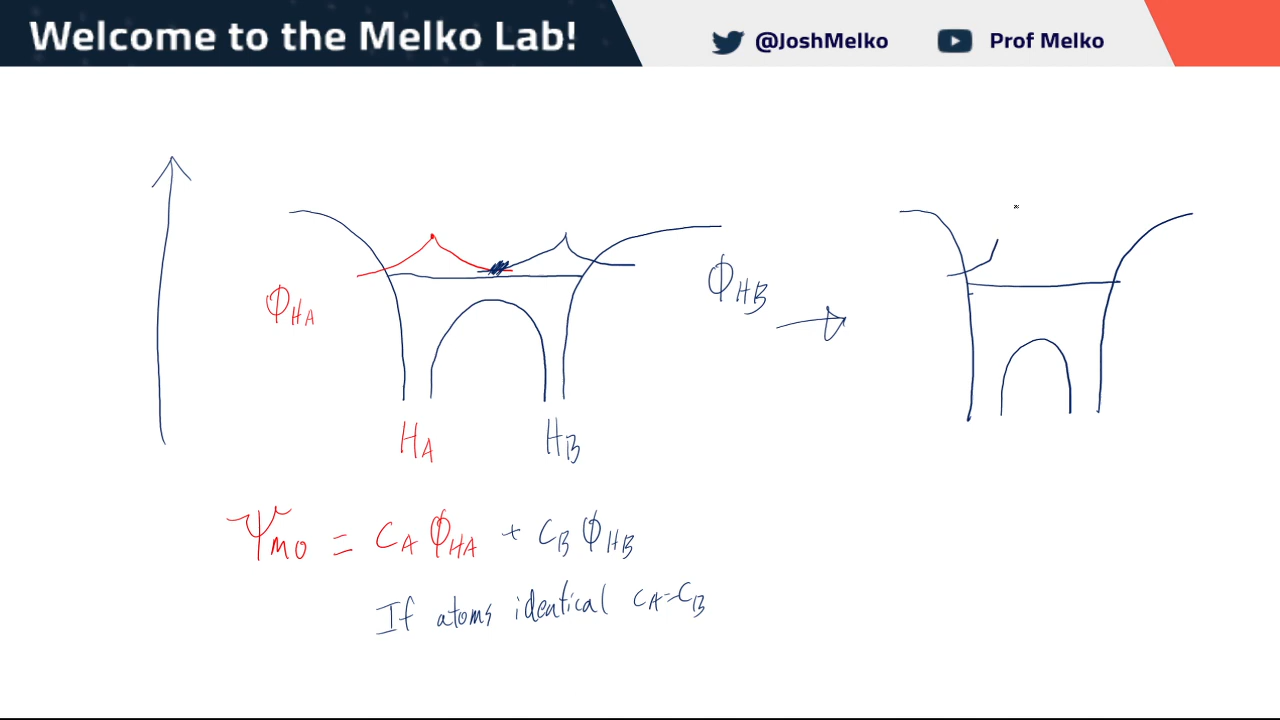 Welcome to the Melko Lab!
@JoshMelko
Prof Melko
ΦHA
ΦHB
HA
HB
ΨMO = CA ΦHA + CB ΦHB
If atoms identical CA=CB